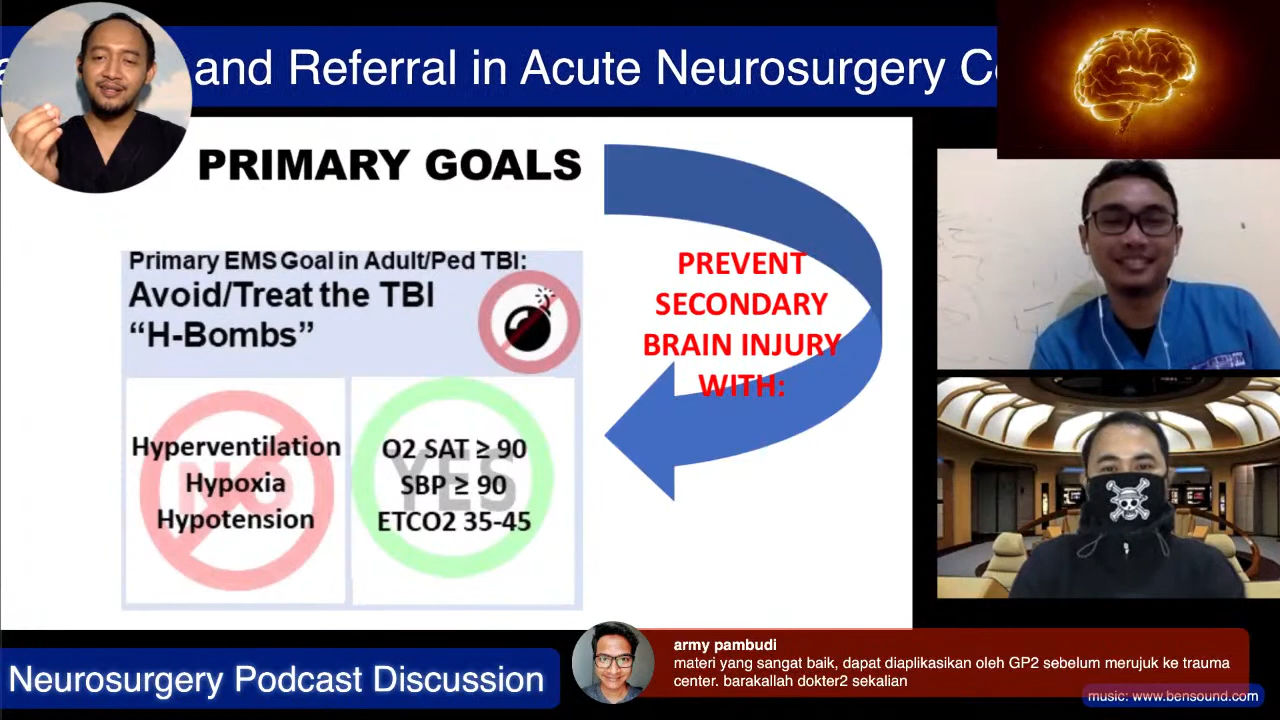 and Referral in Acute Neurosurgery
PRIMARY GOALS
Primary EMS Goal in Adult/Ped TBI:
Avoid/Treat the TBI
“H-Bombs”
NO
Hyperventilation
Hypoxia
Hypotension
YES
O2 SAT ≥ 90
SBP ≥ 90
ETCO2 35-45
PREVENT
SECONDARY
BRAIN INJURY
WITH:
army pambudi
materi yang sangat baik, dapat diaplikasikan oleh GP2 sebelum merujuk ke trauma
center. barakallah dokter2 sekalian
Neurosurgery Podcast Discussion
music: www.bensound.com